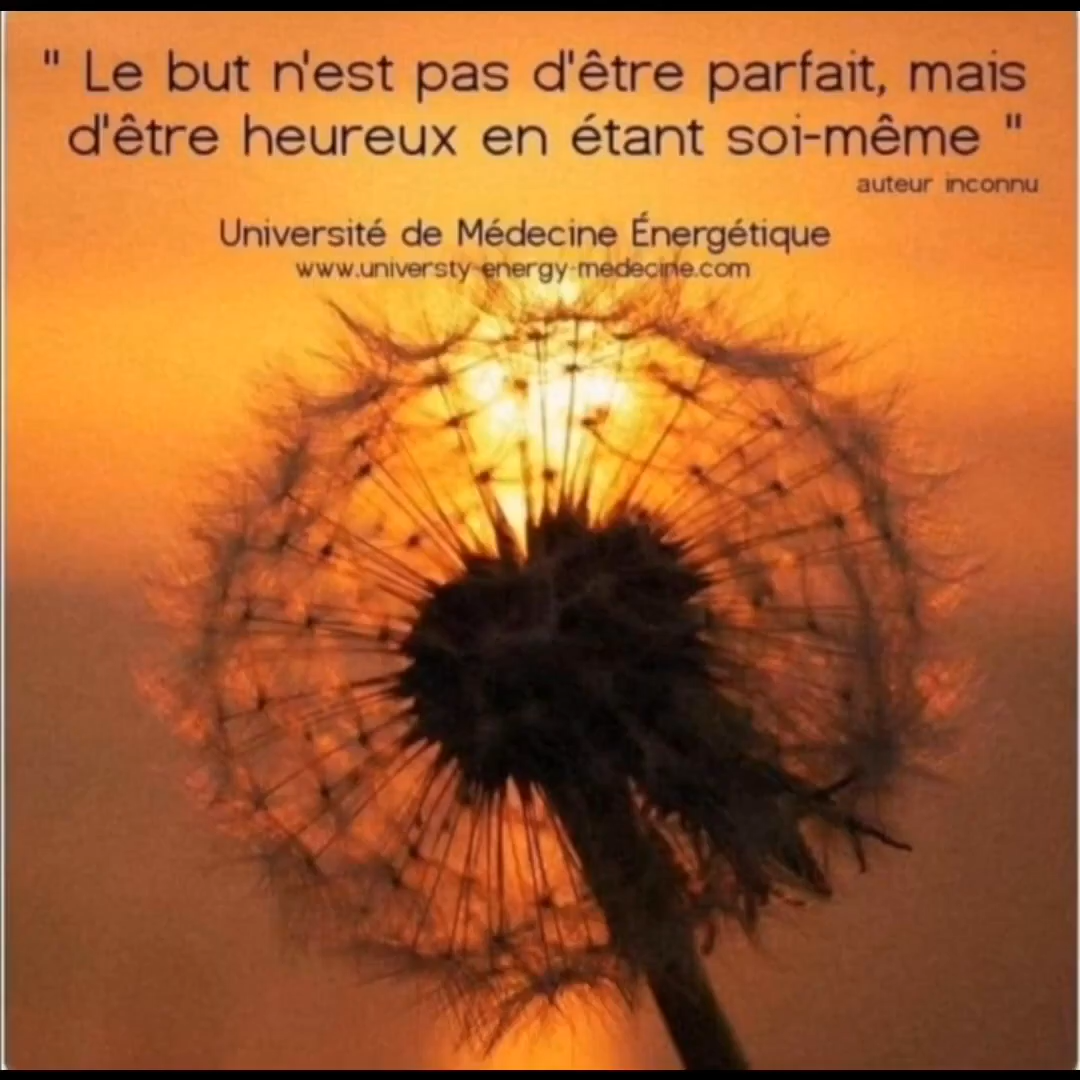 " Le but n'est pas d'être parfait, mais
d'être heureux en étant soi-même "
auteur inconnu
Université de Médecine Énergétique
www.universty-energy-medecine.com